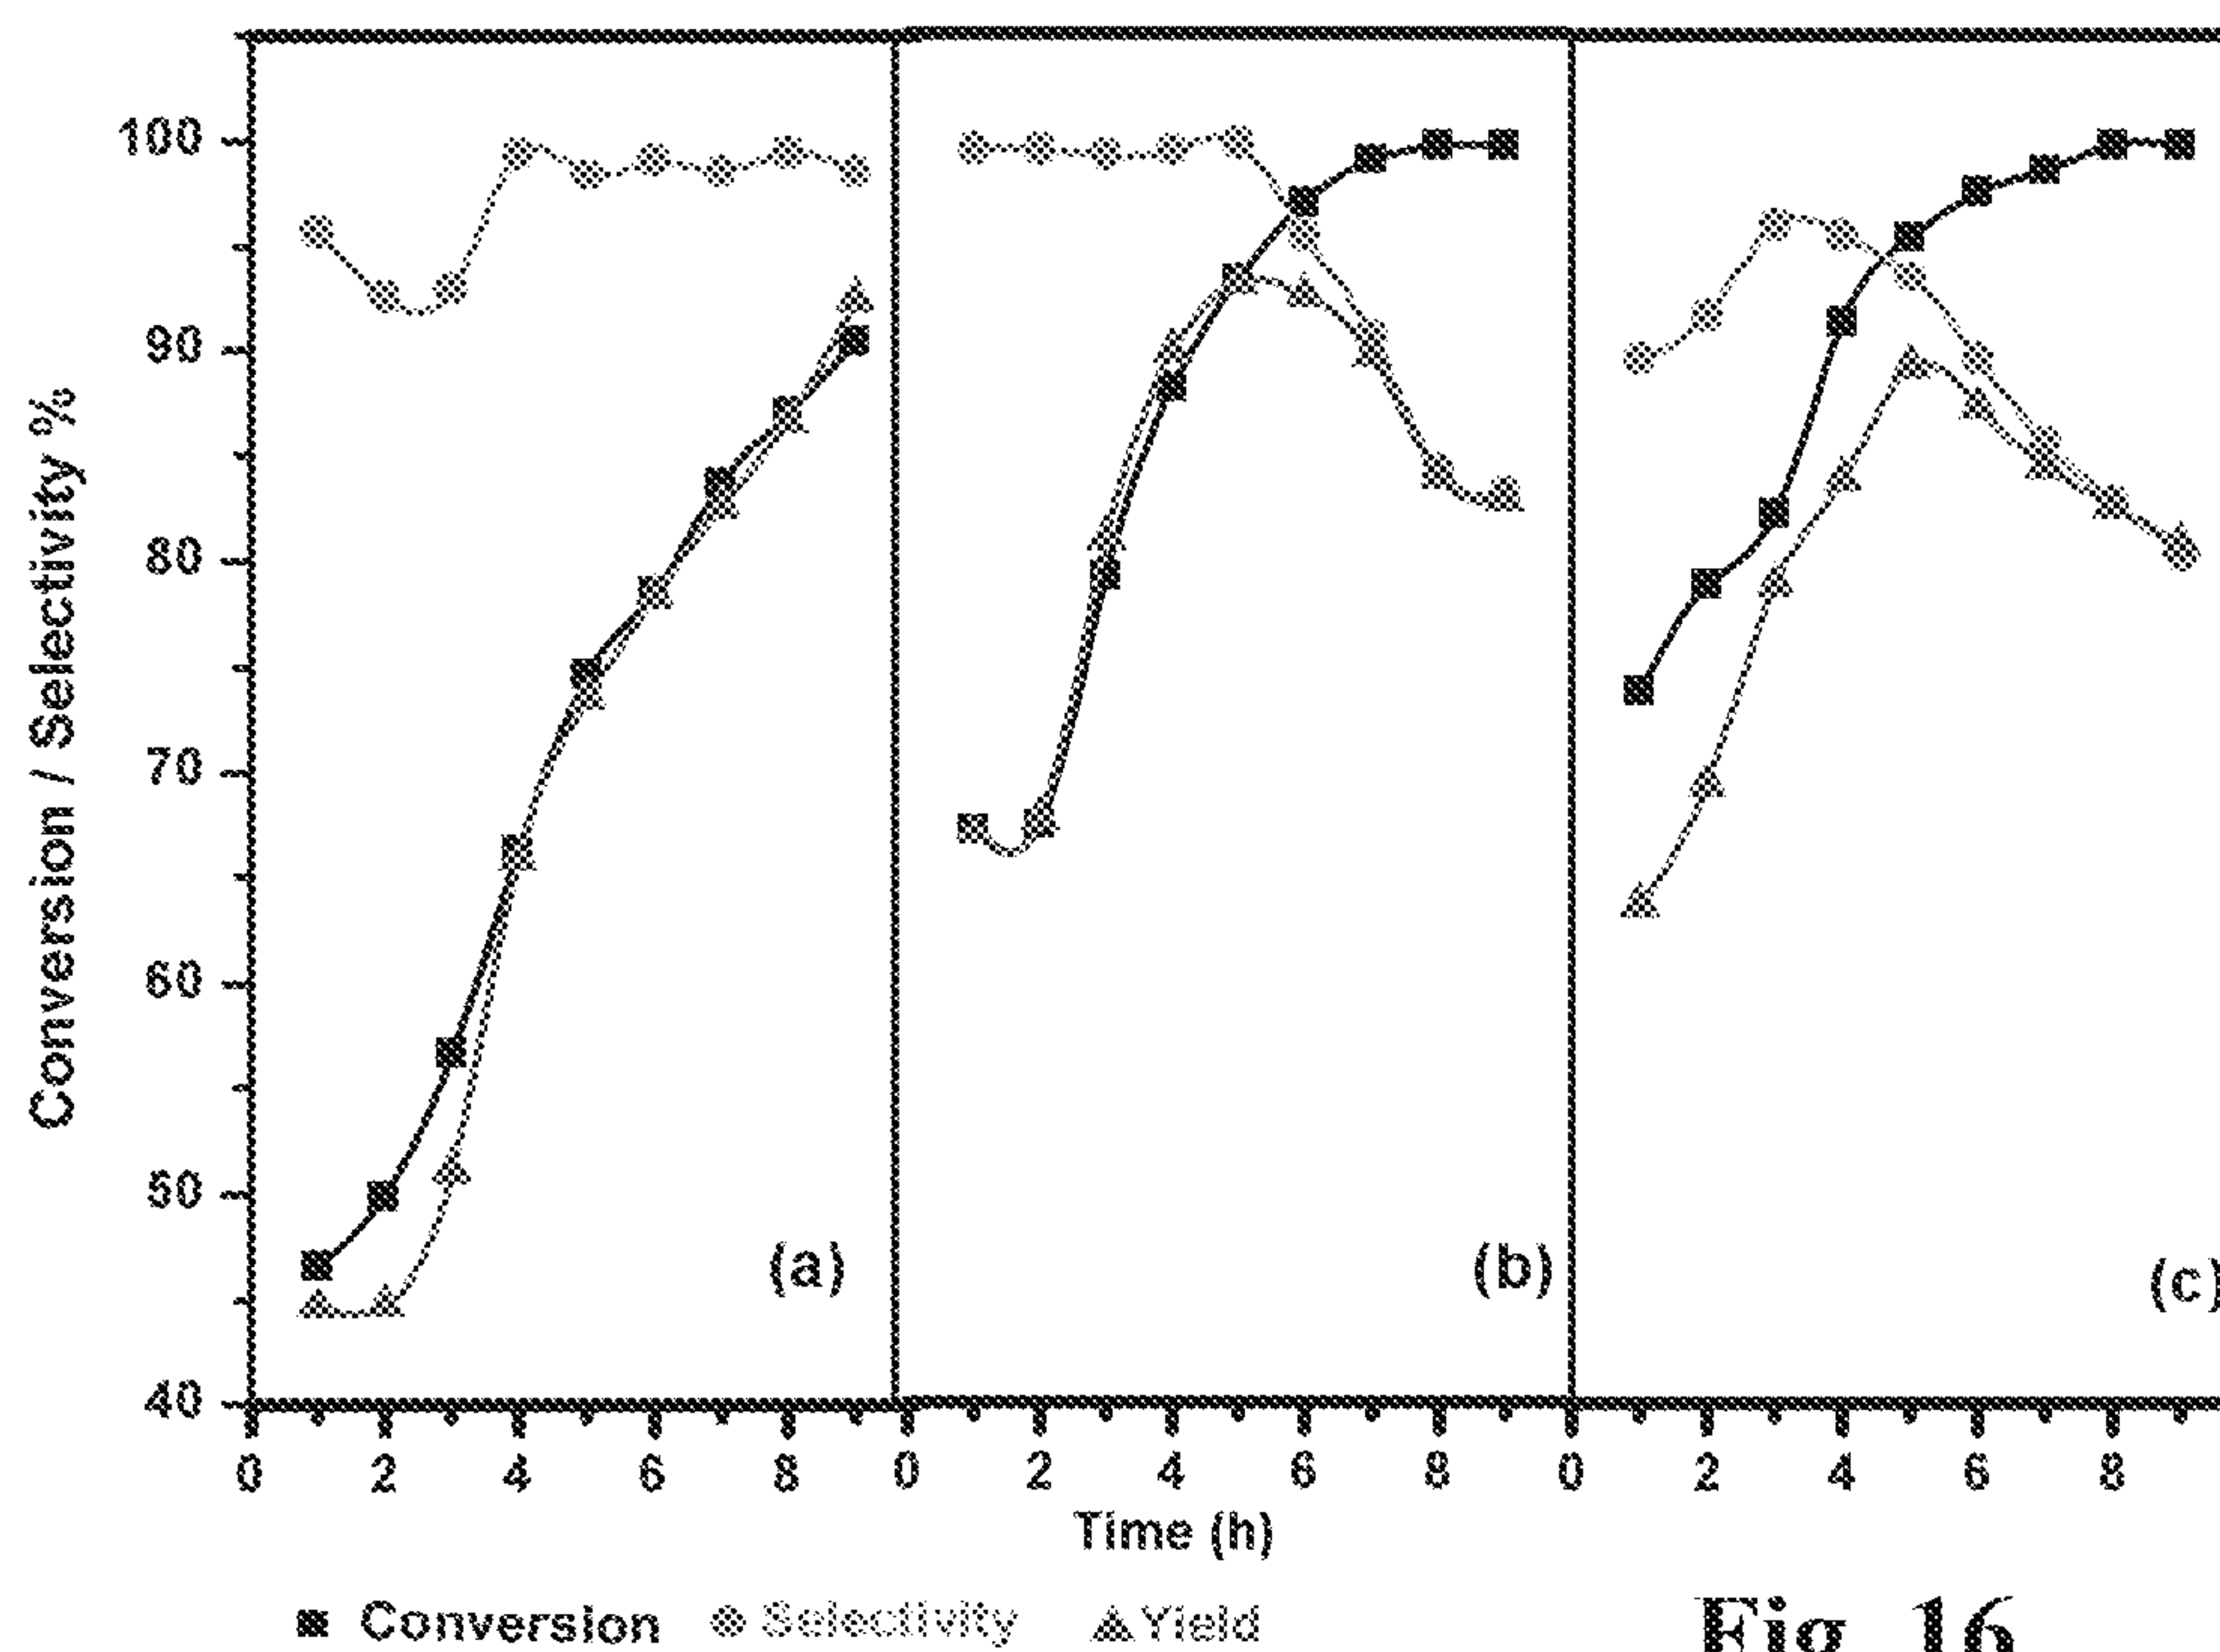 Conversion / Selectivity %
100
90
80
70
60
50
40
(a)
(b)
(c)
0 2 4 6 8 0 2 4 6 8 0 2 4 6 8
Time (h)
Conversion Selectivity Yield
Fig 16